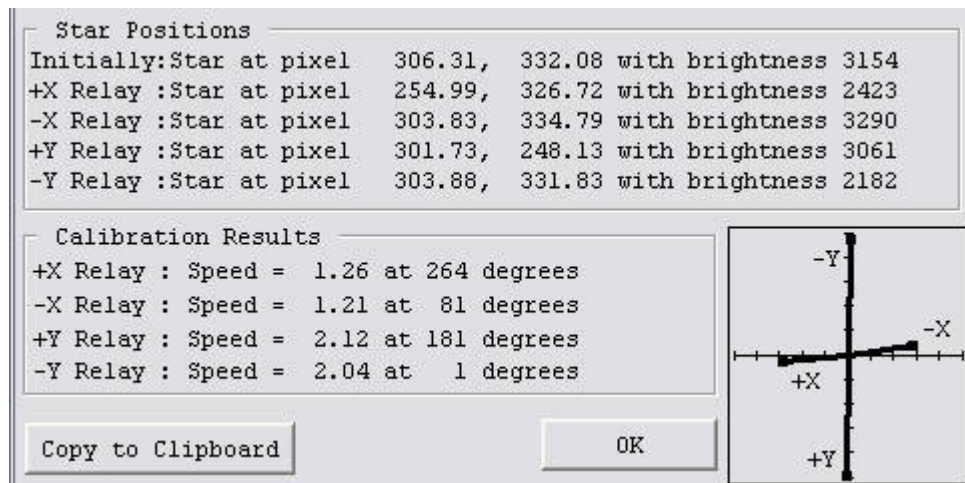 Star Positions
Initially:Star at pixel 306.31, 332.08 with brightness 3154
+X Relay :Star at pixel 254.99, 326.72 with brightness 2423
-X Relay :Star at pixel 303.83, 334.79 with brightness 3290
+Y Relay :Star at pixel 301.73, 248.13 with brightness 3061
-Y Relay :Star at pixel 303.88, 331.83 with brightness 2182
Calibration Results
+X Relay : Speed = 1.26 at 264 degrees
-X Relay : Speed = 1.21 at 81 degrees
+Y Relay : Speed = 2.12 at 181 degrees
-Y Relay : Speed = 2.04 at 1 degrees
-Y
-X
+X
+Y
Copy to Clipboard
OK